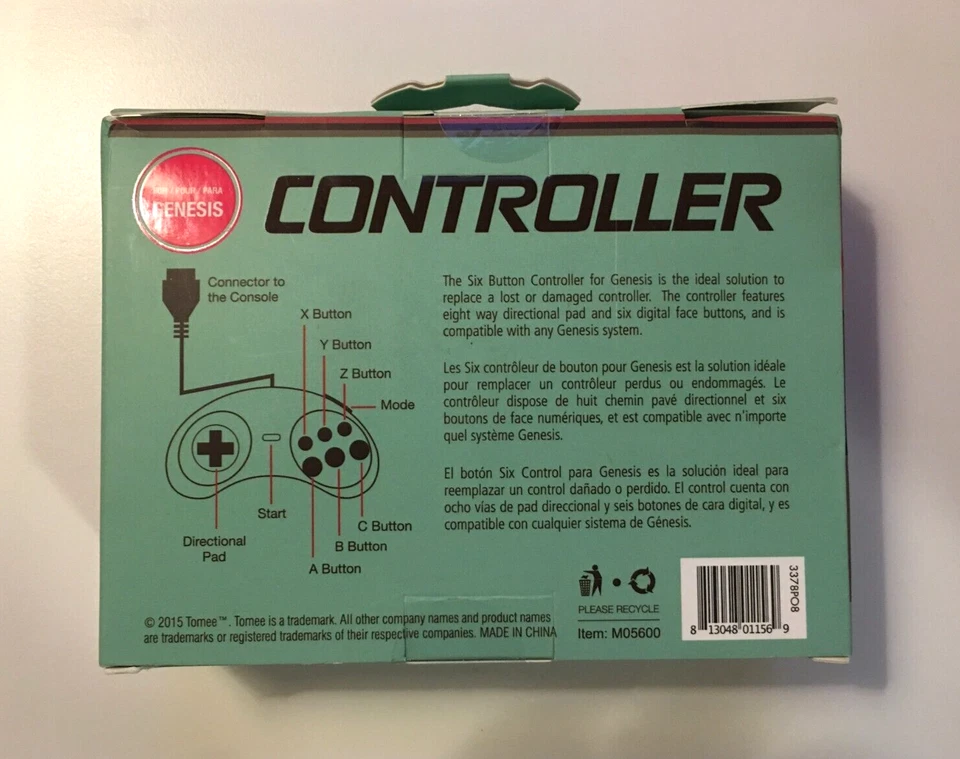 / POUR / PARA
GENESIS
CONTROLLER
Connector to
the Console
X Button
Y Button
Z Button
Mode
Start
Directional
Pad
C Button
B Button
A Button
The Six Button Controller for Genesis is the ideal solution to
replace a lost or damaged controller. The controller features
eight way directional pad and six digital face buttons, and is
compatible with any Genesis system.
Les Six contrôleur de bouton pour Genesis est la solution idéale
pour remplacer un contrôleur perdus ou endommagés. Le
contrôleur dispose de huit chemin pavé directionnel et six
boutons de face numériques, et est compatible avec n'importe
quel système Genesis.
El botón Six Control para Genesis es la solución ideal para
reemplazar un control dañado o perdido. El control cuenta con
ocho vías de pad direccional y seis botones de cara digital, y es
compatible con cualquier sistema de Génesis.
© 2015 Tomee™. Tomee is a trademark. All other company names and product names
are trademarks or registered trademarks of their respective companies. MADE IN CHINA
PLEASE RECYCLE
Item: M05600
8 13048 01156 9
3378PO8